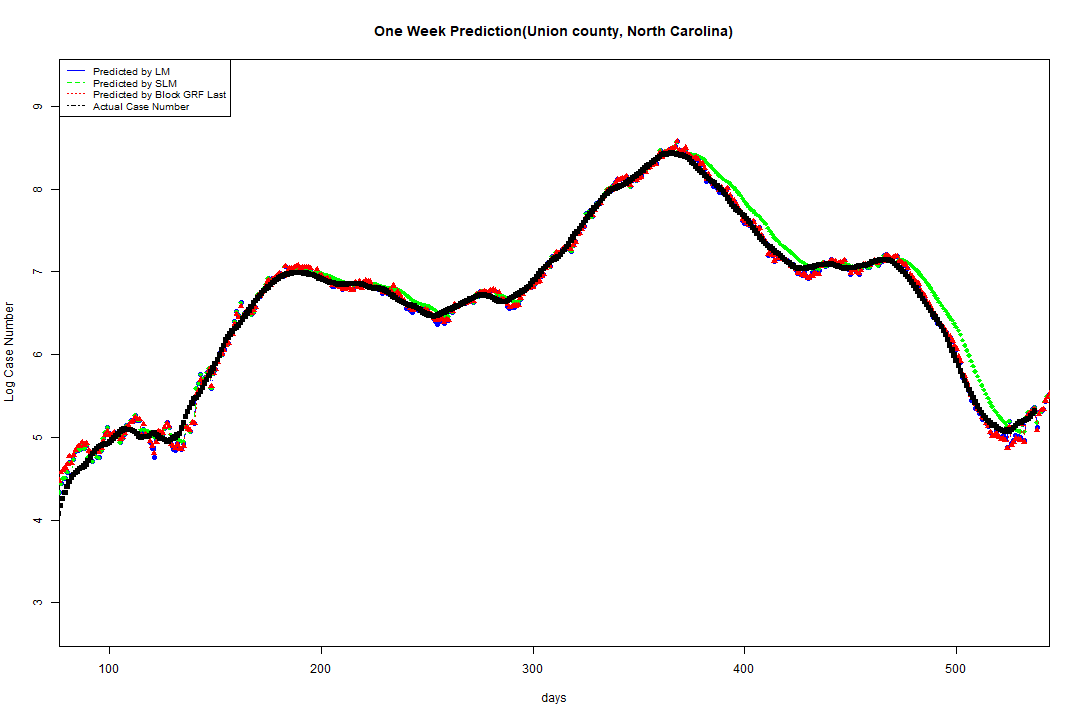 One Week Prediction(Union county, North Carolina)
Predicted by LM
Predicted by SLM
Predicted by Block GRF Last
Actual Case Number
Log Case Number
9
8
7
6
5
4
3
100 200 300 400 500
days